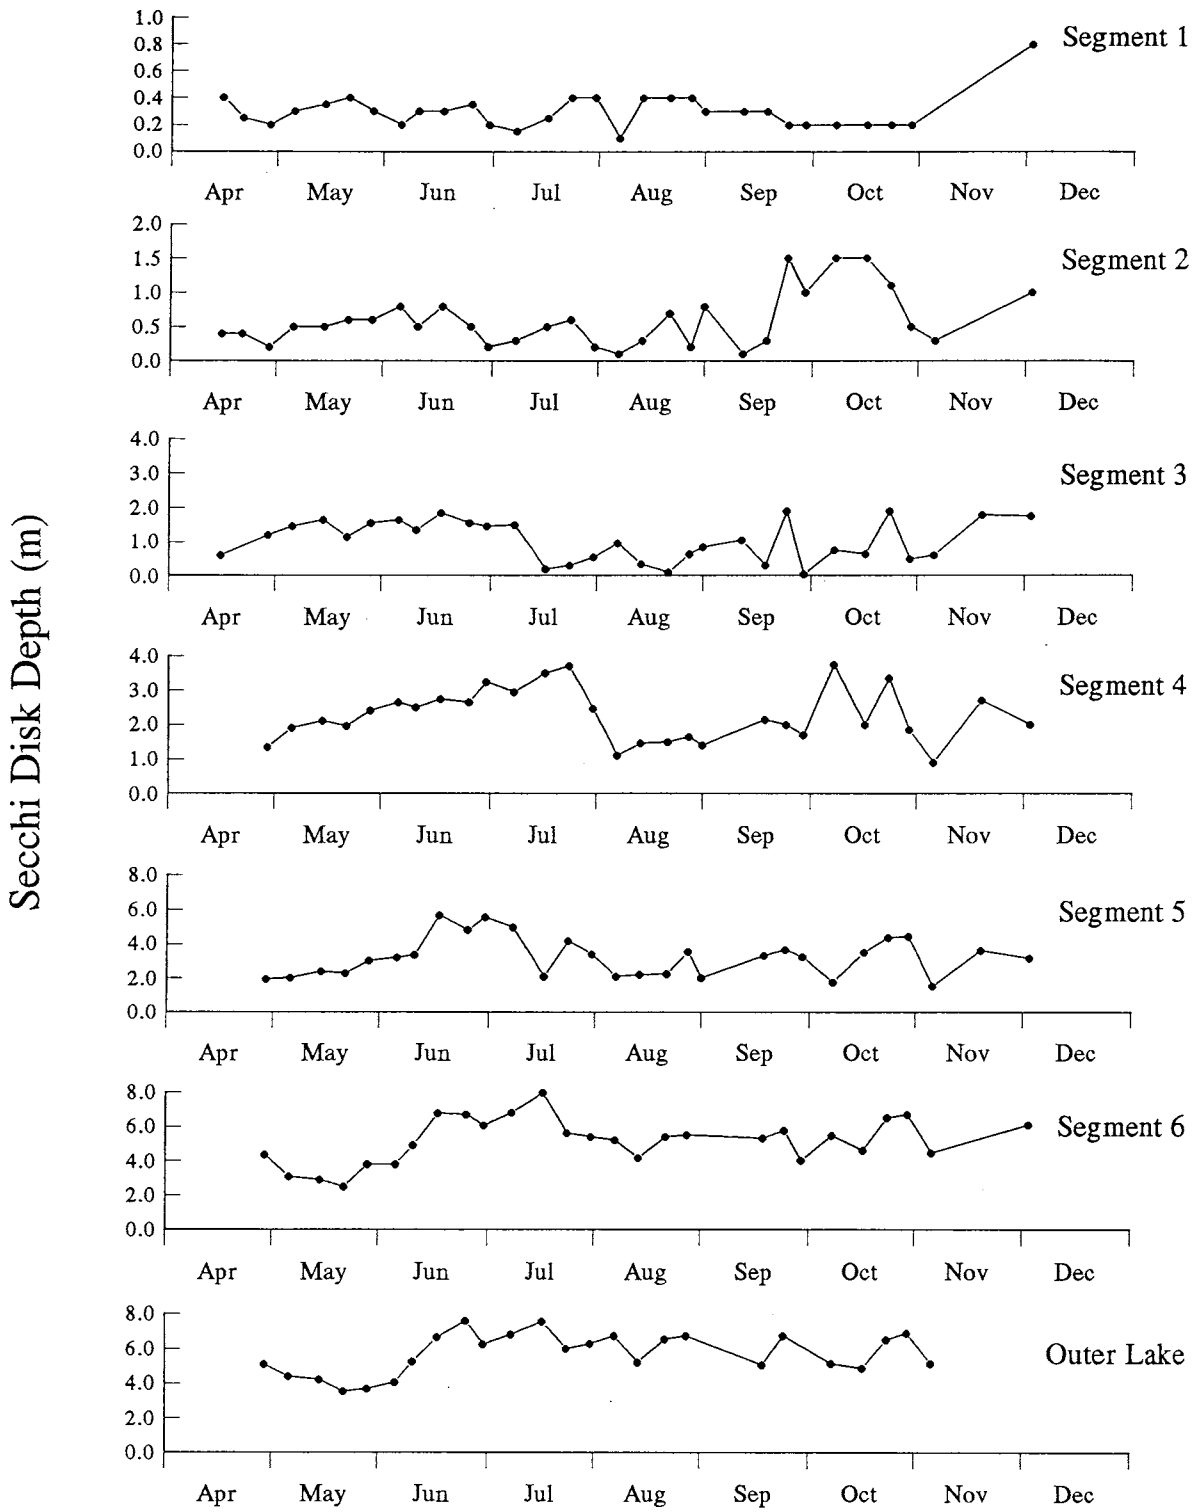 Secchi Disk Depth (m)
1.0
Segment 1
0.8
0.6
0.4
0.2
0.0
Apr May Jun Jul Aug Sep Oct Nov Dec
2.0
Segment 2
1.5
1.0
0.5
0.0
Apr May Jun Jul Aug Sep Oct Nov Dec
4.0
Segment 3
3.0
2.0
1.0
0.0
Apr May Jun Jul Aug Sep Oct Nov Dec
4.0
Segment 4
3.0
2.0
1.0
0.0
Apr May Jun Jul Aug Sep Oct Nov Dec
8.0
Segment 5
6.0
4.0
2.0
0.0
Apr May Jun Jul Aug Sep Oct Nov Dec
8.0
Segment 6
6.0
4.0
2.0
0.0
Apr May Jun Jul Aug Sep Oct Nov Dec
8.0
Outer Lake
6.0
4.0
2.0
0.0
Apr May Jun Jul Aug Sep Oct Nov Dec